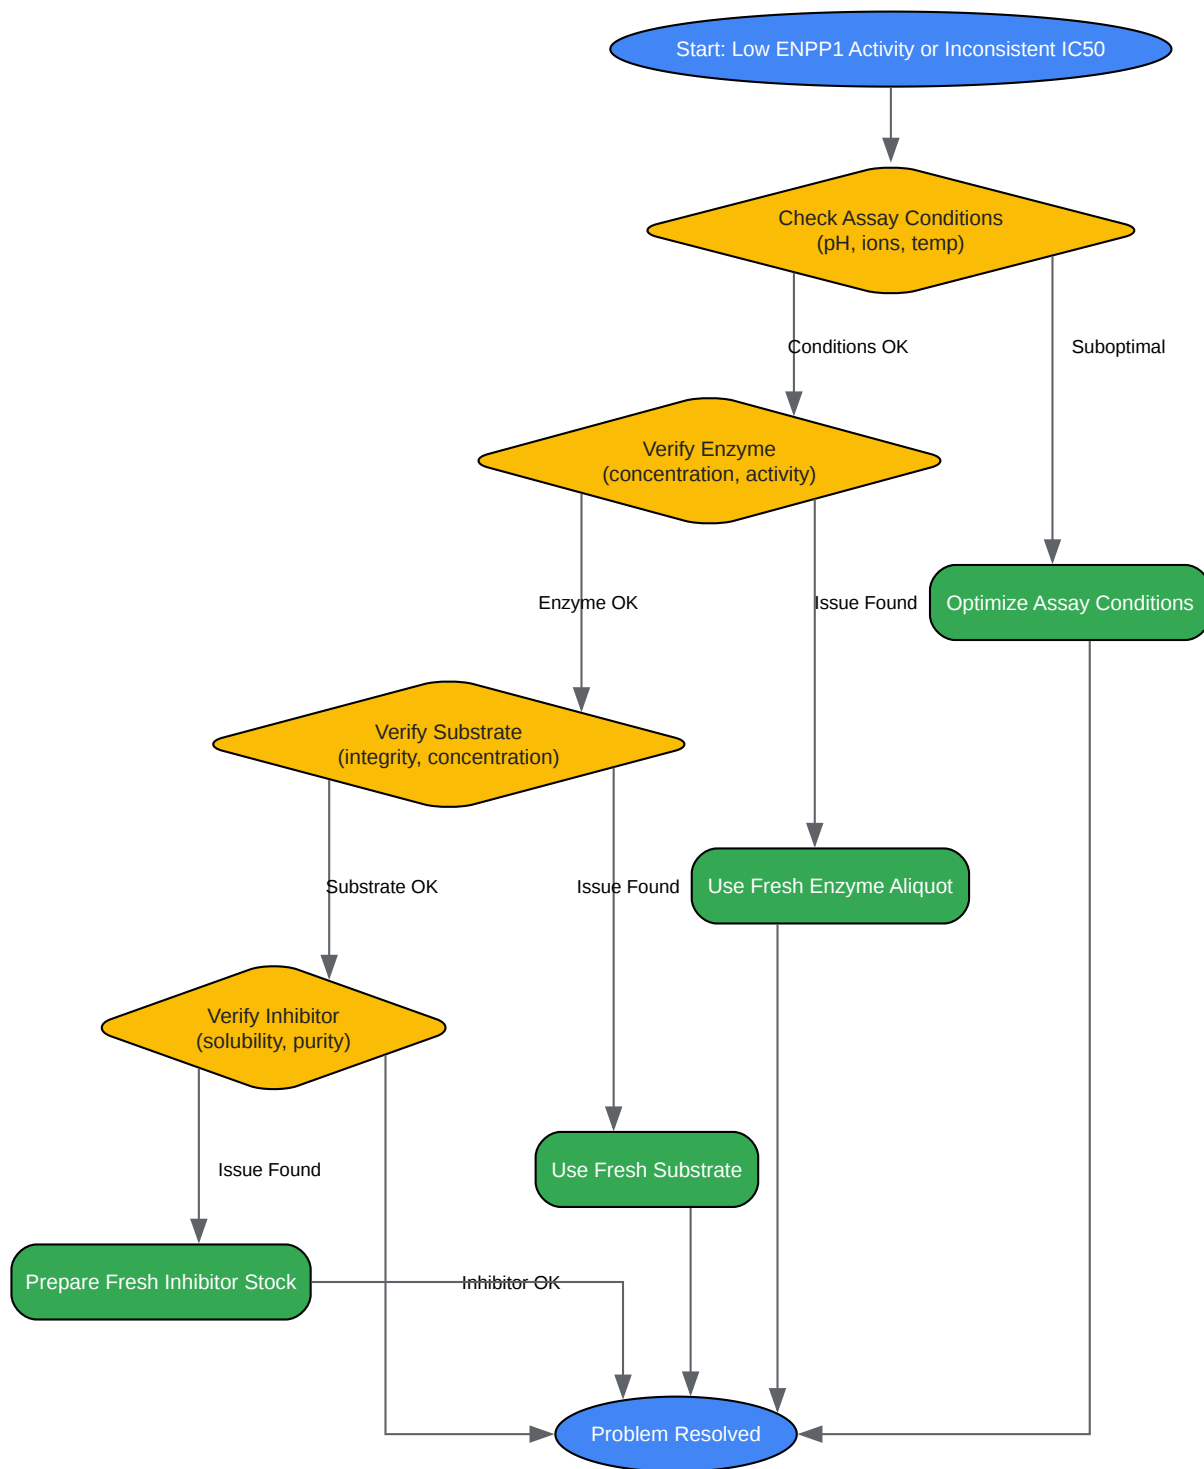 Start: Low ENPP1 Activity or Inconsistent IC50
Check Assay Conditions
(pH, ions, temp)
Conditions OK
Suboptimal
Verify Enzyme
(concentration, activity)
Enzyme OK
Issue Found
Optimize Assay Conditions
Verify Substrate
(integrity, concentration)
Substrate OK
Issue Found
Use Fresh Enzyme Aliquot
Verify Inhibitor
(solubility, purity)
Issue Found
Use Fresh Substrate
Prepare Fresh Inhibitor Stock
Inhibitor OK
Problem Resolved